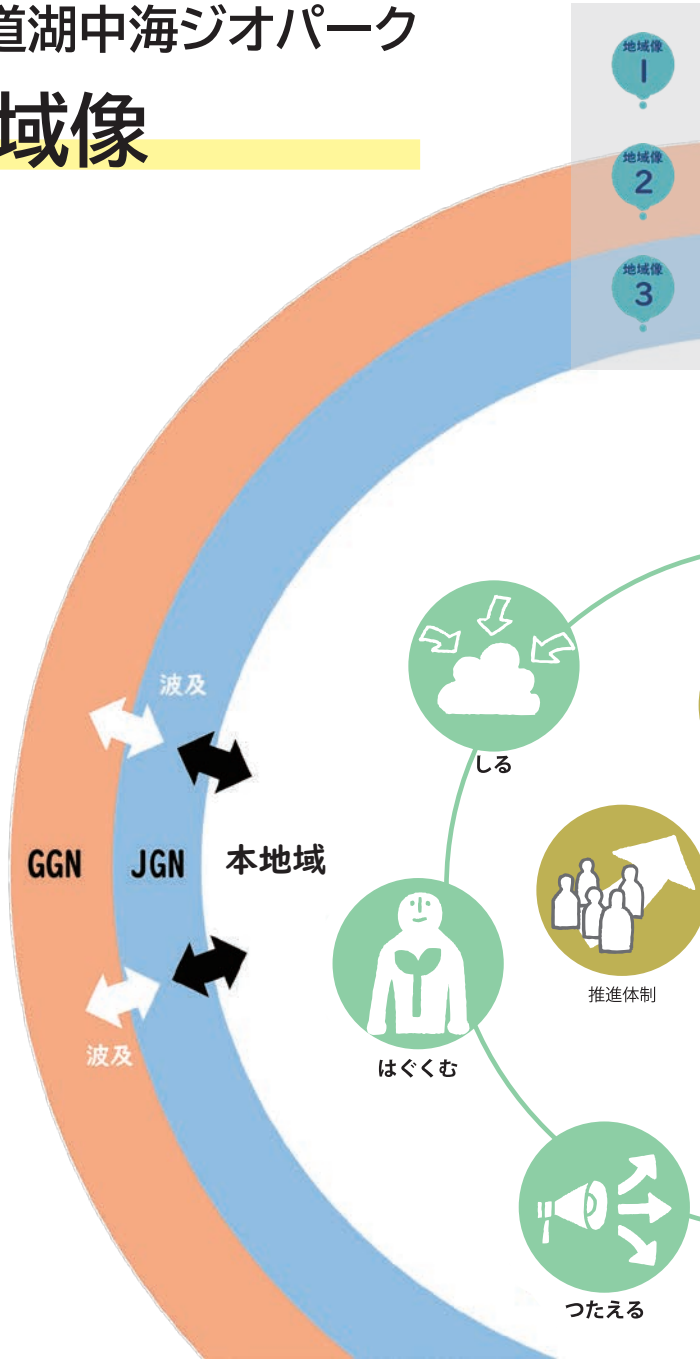 道湖中海ジオパーク
域像
地域像
1
地域像
2
地域像
3
波及
しる
GGN
JGN
本地域
推進体制
波及
はぐくむ
つたえる